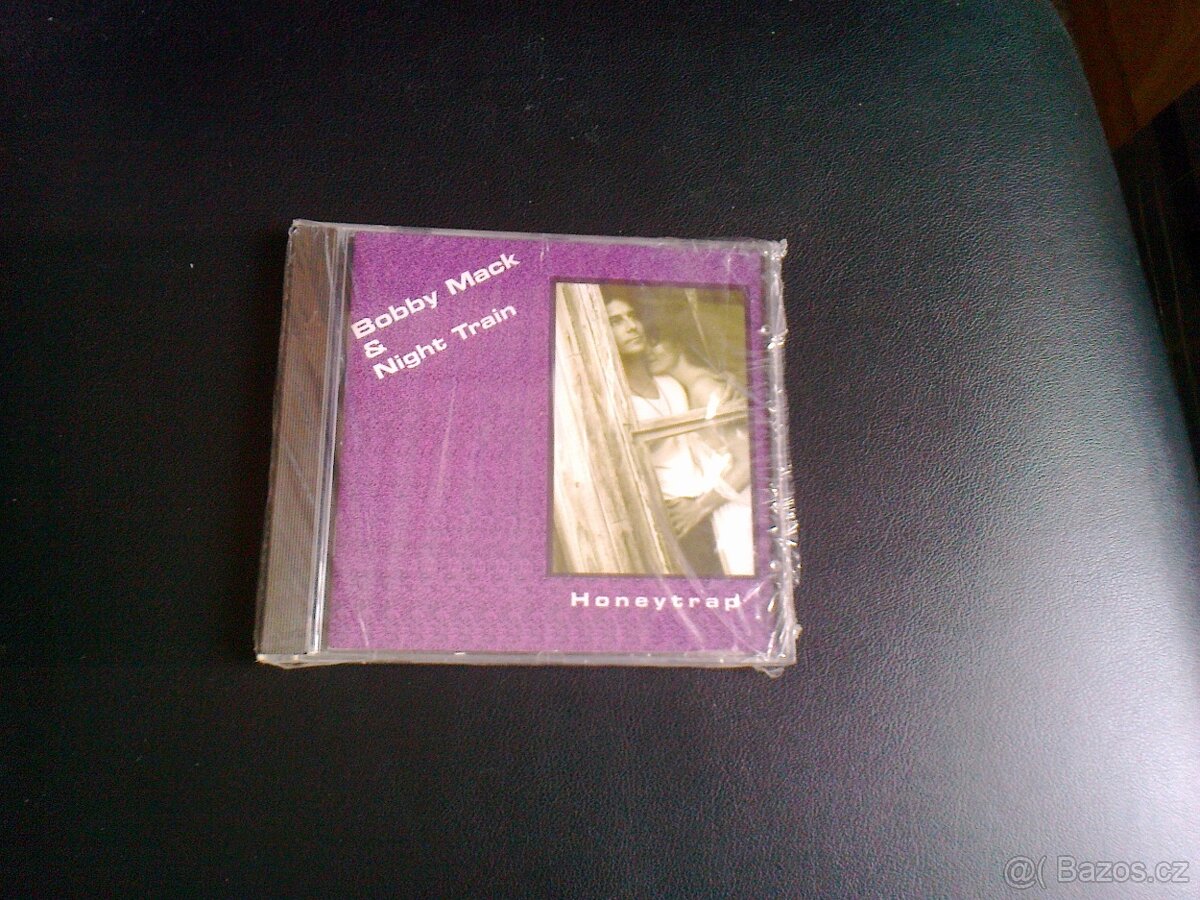 Bobby Mack
&
Night Train
Honeytrap
@( Bazos.cz